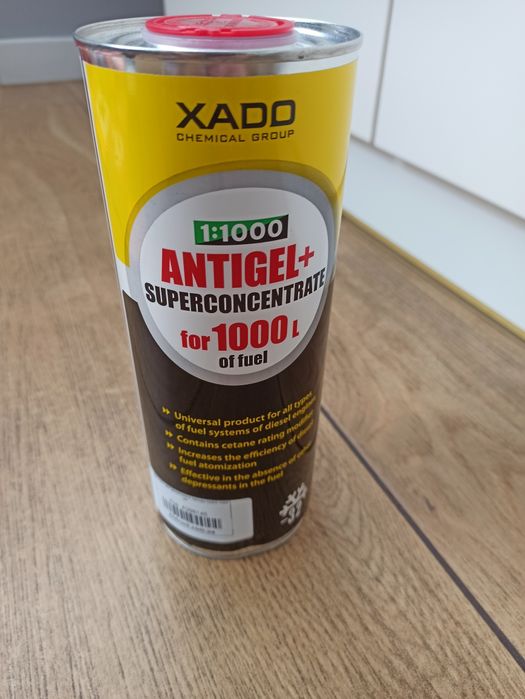 XADO
CHEMICAL GROUP
1:1000
ANTIGEL+
SUPERCONCENTRATE
for 1000 L
of fuel
» Universal product for all types
of fuel systems of diesel
» Contains cetane rating
» Increases the efficiency of
fuel atomization
» Effective in the absence of
depressants in the fuel